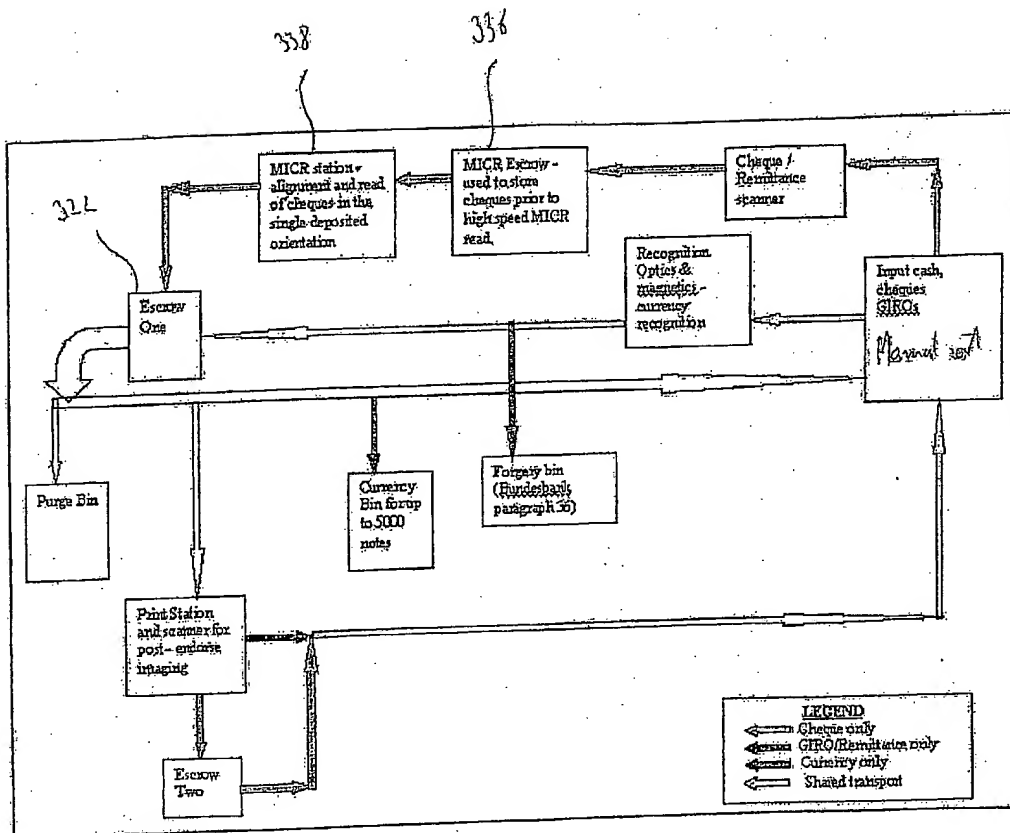 338
336
322
MICR station -
alignment and read
of cheques in the
single deposited
orientation
MICR Escrow -
used to store
cheques prior to
high speed MICR
read.
Cheque /
Remittance
scanner
Escrow
One
Recognition
Optics &
magnetics -
currency
recognition
Input cash,
cheques
GIROs
Purge Bin
Currency
Bin for up
to 5000
notes
Forgery bin
(Bundesbank
paragraph 36)
Print Station
and scanner for
post - endorse
imaging
Escrow
Two
LEGEND
Cheque only
GIRO/Remittance only
Currency only
Shared transport